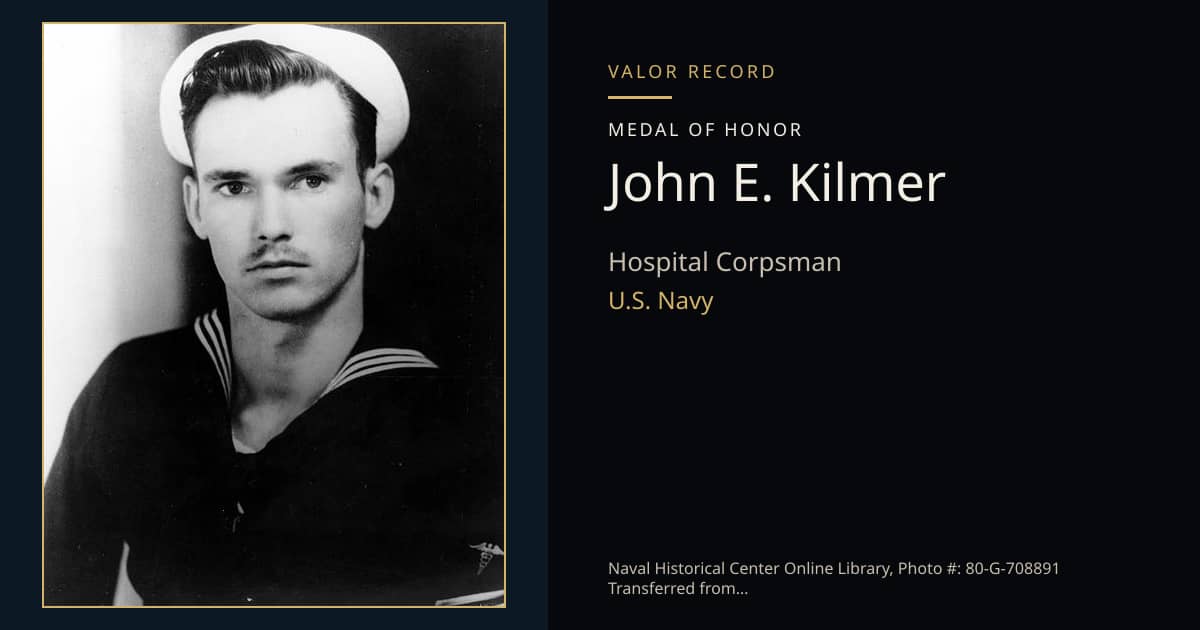 VALOR RECORD
MEDAL OF HONOR
John E. Kilmer
Hospital Corpsman
U.S. Navy
Naval Historical Center Online Library, Photo #: 80-G-708891
Transferred from...